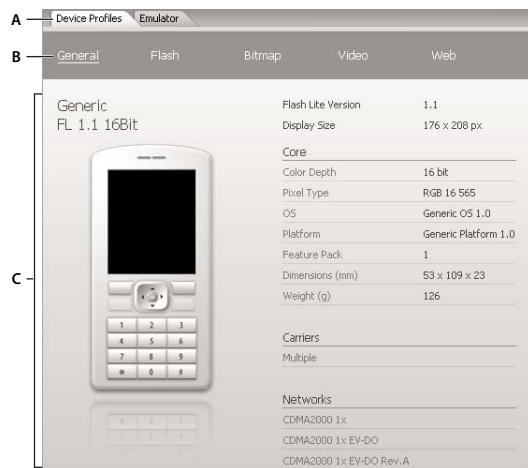 A Device Profiles Emulator
B General Flash Bitmap Video Web
C
Generic
FL 1.1 16Bit
Flash Lite Version 1.1
Display Size 176 x 208 px
Core
Color Depth 16 bit
Pixel Type RGB 16 565
OS Generic OS 1.0
Platform Generic Platform 1.0
Feature Pack 1
Dimensions (mm) 53 x 109 x 23
Weight (g) 126
Carriers
Multiple
Networks
CDMA2000 1x
CDMA2000 1x EV-DO
CDMA2000 1x EV-DO Rev.A
1 2 3
4 5 6
7 8 9
* 0 #